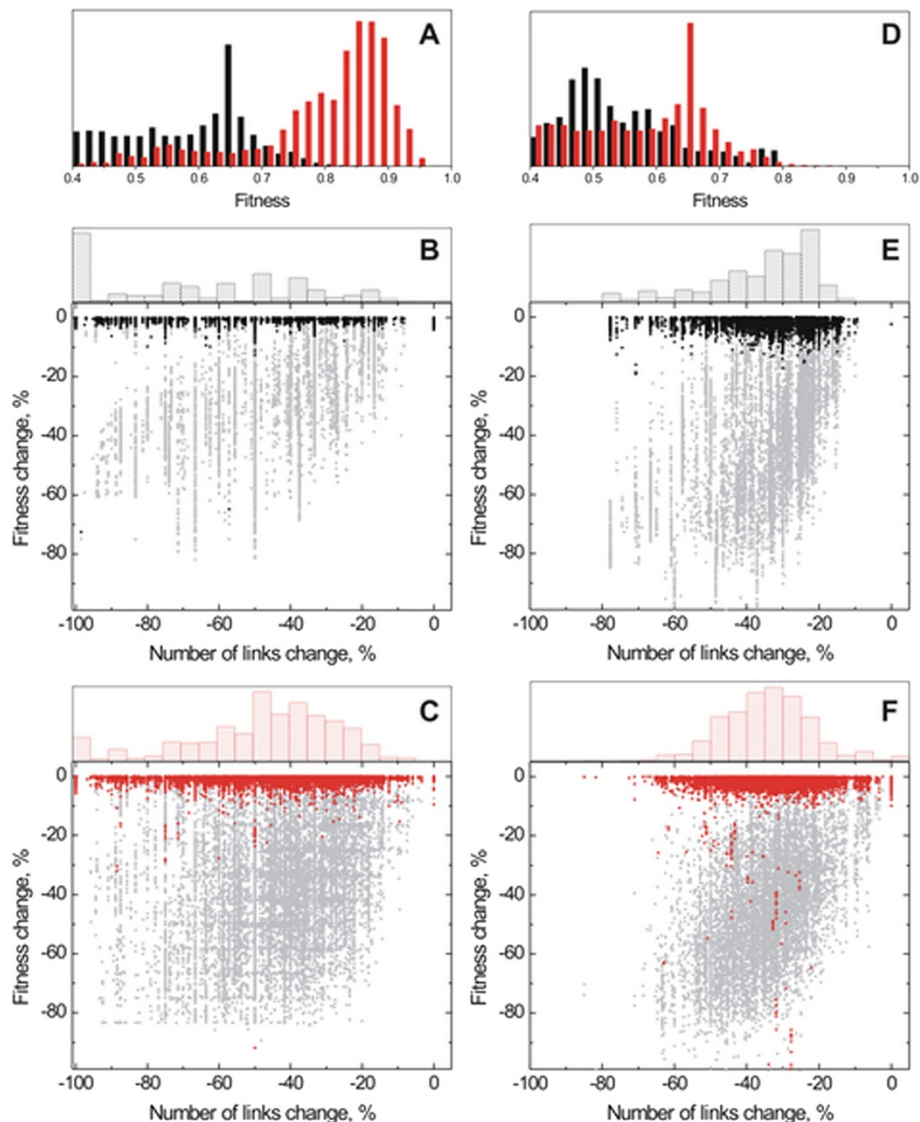 A
0.4 0.5 0.6 0.7 0.8 0.9 1.0
Fitness
D
0.4 0.5 0.6 0.7 0.8 0.9 1.0
Fitness
B
0
-20
-40
-60
-80
Fitness change, %
-100 -80 -60 -40 -20 0
Number of links change, %
E
0
-20
-40
-60
-80
Fitness change, %
-100 -80 -60 -40 -20 0
Number of links change, %
C
0
-20
-40
-60
-80
Fitness change, %
-100 -80 -60 -40 -20 0
Number of links change, %
F
0
-20
-40
-60
-80
Fitness change, %
-100 -80 -60 -40 -20 0
Number of links change, %